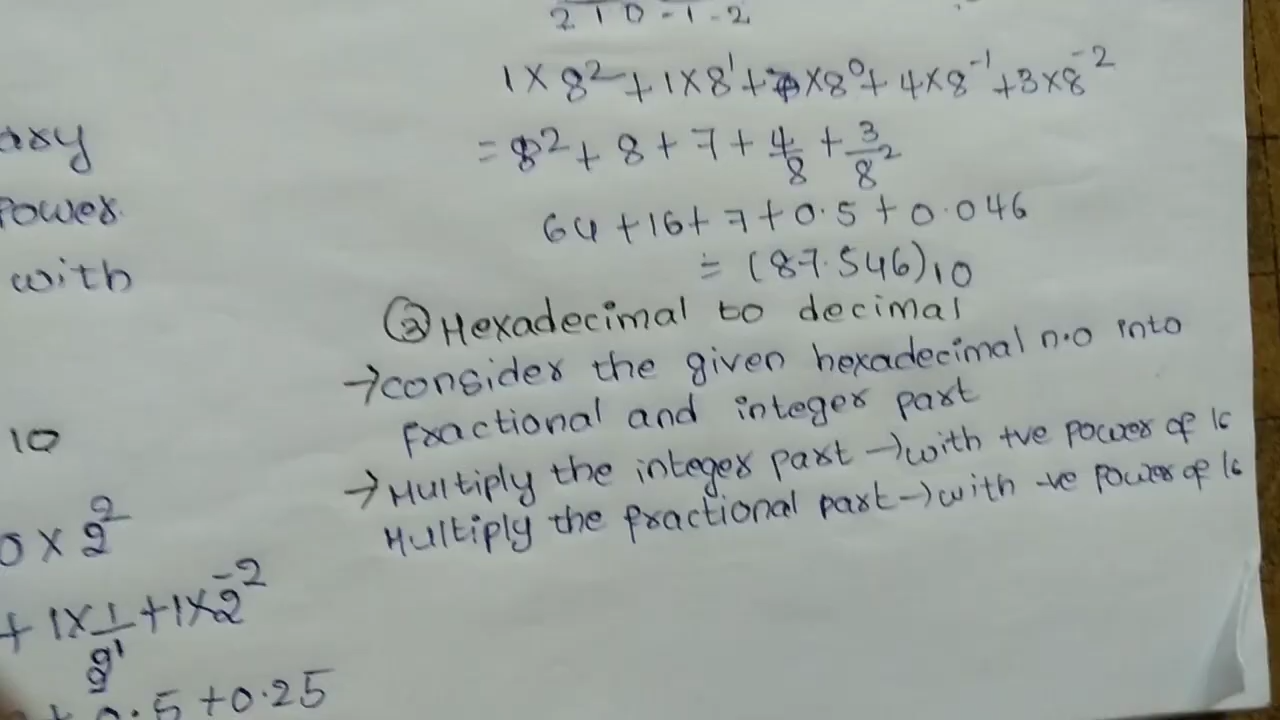 2 1 0 -1 -2
1 × 8² + 1 × 8¹ + 7 × 8⁰ + 4 × 8⁻¹ + 3 × 8⁻²
= 8² + 8 + 7 + 4/8 + 3/8²
64 + 16 + 7 + 0.5 + 0.046
= (87.546)₁₀
③ Hexadecimal to decimal
→ consider the given hexadecimal n.o into
fractional and integer part
→ Multiply the integer part → with +ve power of 16
Multiply the fractional part → with -ve power of 16
ary
Power
with
10
0 × 2²
+ 1 × 1/2¹ + 1 × 2⁻²
+ 0.5 + 0.25